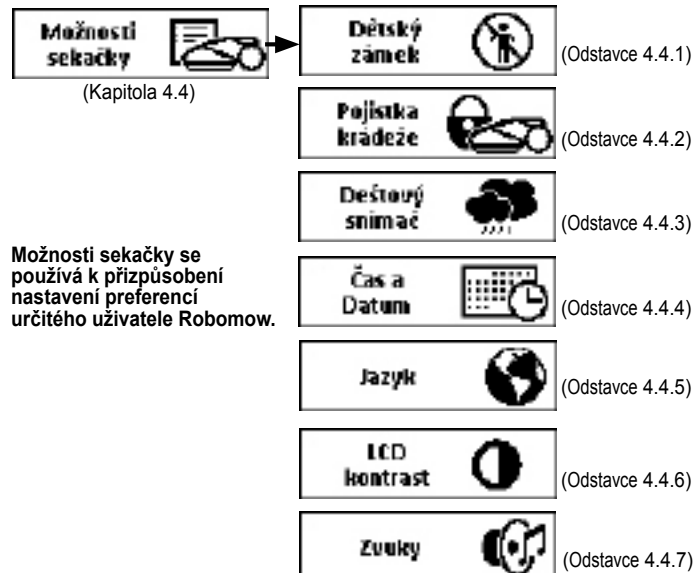 Možnosti
sekačky
(Kapitola 4.4)
Dětský
zámek
(Odstavce 4.4.1)
Pojistka
krádeže
(Odstavce 4.4.2)
Deštový
snímač
(Odstavce 4.4.3)
Možnosti sekačky se
používá k přizpůsobení
nastavení preferencí
určitého uživatele Robomow.
Čas a
Datum
(Odstavce 4.4.4)
Jazyk
(Odstavce 4.4.5)
LCD
kontrast
(Odstavce 4.4.6)
Zvuky
(Odstavce 4.4.7)